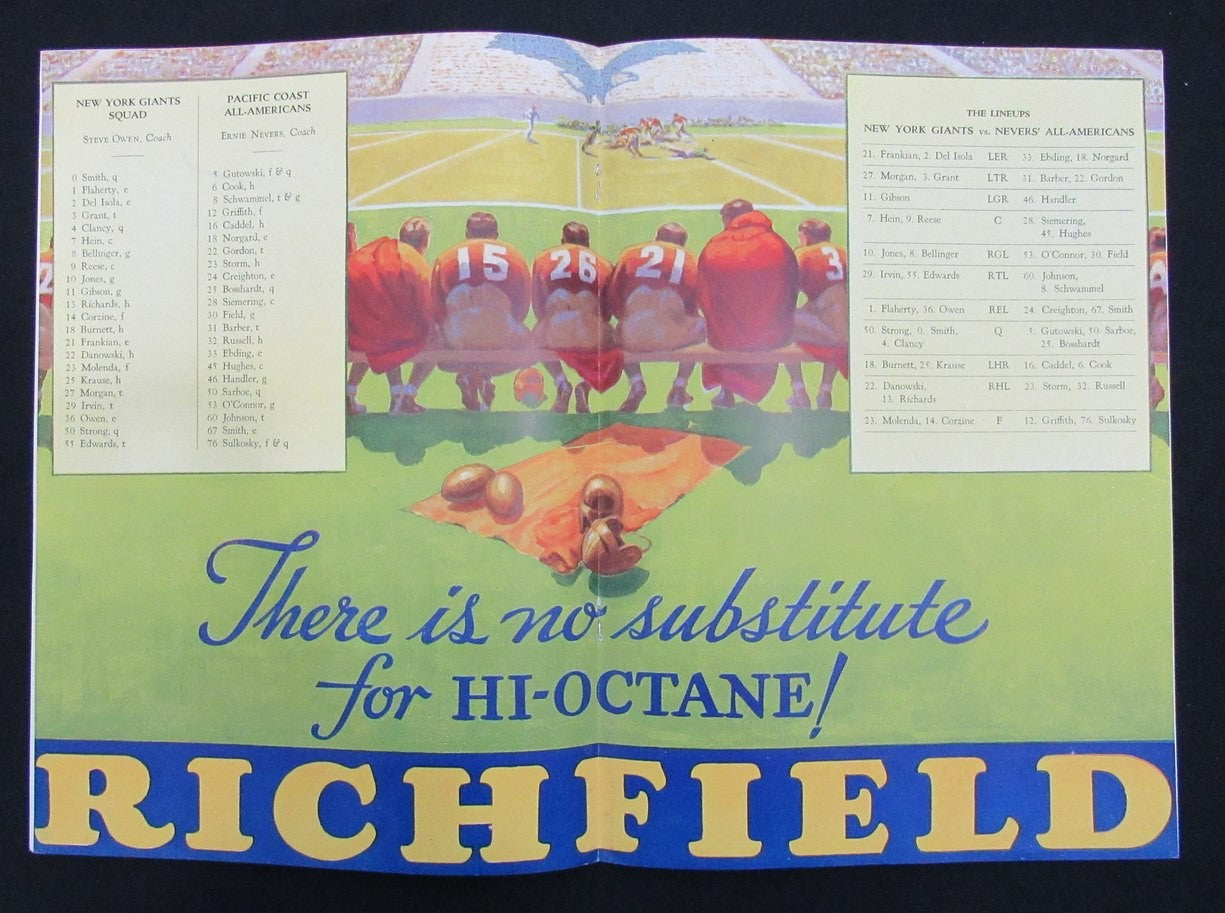 NEW YORK GIANTS
SQUAD
STEVE OWEN, Coach
0 Smith, q
1 Flaherty, e
2 Del Isola, e
3 Grant, t
4 Clancy, q
7 Hein, c
8 Bellinger, g
9 Reese, c
10 Jones, g
11 Gibson, g
13 Richards, h
14 Corzine, f
18 Burnett, h
21 Frankian, e
22 Danowski, h
23 Molenda, f
25 Krause, h
27 Morgan, t
29 Irvin, t
36 Owen, e
50 Strong, q
55 Edwards, t
PACIFIC COAST
ALL-AMERICANS
ERNIE NEVERS, Coach
5 Gutowski, f & q
6 Cook, h
8 Schwammel, t & g
12 Griffith, f
16 Caddel, h
18 Norgard, e
22 Gordon, t
23 Storm, h
24 Creighton, e
25 Bosshardt, q
28 Siemering, c
30 Field, g
31 Barber, t
32 Russell, h
33 Ebding, e
45 Hughes, c
46 Handler, g
50 Sarboe, q
53 O'Connor, g
60 Johnson, t
67 Smith, e
76 Sulkosky, f & q
2
15
26
21
3
THE LINEUPS
NEW YORK GIANTS vs. NEVERS' ALL-AMERICANS
21. Frankian, 2. Del Isola LER 33. Ebding, 18. Norgard
27. Morgan, 3. Grant LTR 31. Barber, 22. Gordon
11. Gibson LGR 46. Handler
7. Hein, 9. Reese C 28. Siemering,
45. Hughes
10. Jones, 8. Bellinger RGL 53. O'Connor, 30. Field
29. Irvin, 55. Edwards RTL 60. Johnson,
8. Schwammel
1. Flaherty, 36. Owen REL 24. Creighton, 67. Smith
50. Strong, 0. Smith, Q 5. Gutowski, 50. Sarboe,
4. Clancy 25. Bosshardt
18. Burnett, 25. Krause LHR 16. Caddel, 6. Cook
22. Danowski, RHL 23. Storm, 32. Russell
13. Richards
23. Molenda, 14. Corzine F 12. Griffith, 76. Sulkosky
There is no substitute
for HI-OCTANE!
RICHFIELD